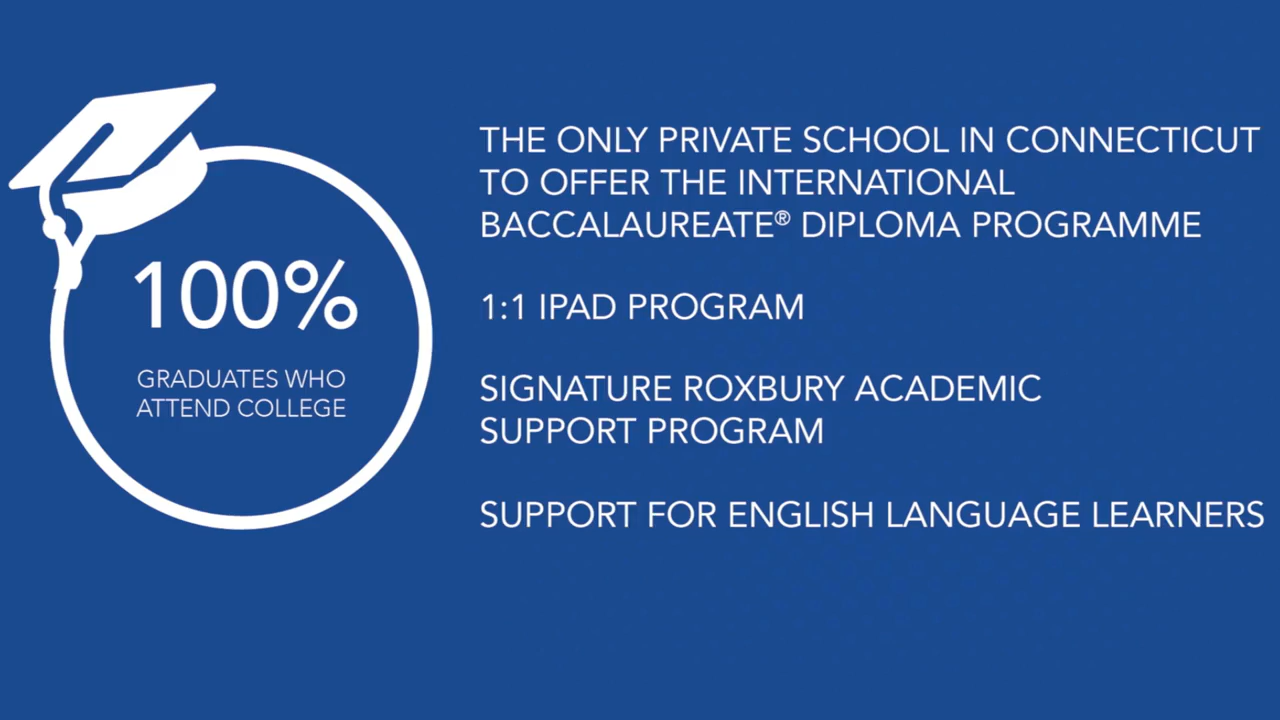 100%
GRADUATES WHO
ATTEND COLLEGE
THE ONLY PRIVATE SCHOOL IN CONNECTICUT
TO OFFER THE INTERNATIONAL
BACCALAUREATE® DIPLOMA PROGRAMME
1:1 IPAD PROGRAM
SIGNATURE ROXBURY ACADEMIC
SUPPORT PROGRAM
SUPPORT FOR ENGLISH LANGUAGE LEARNERS